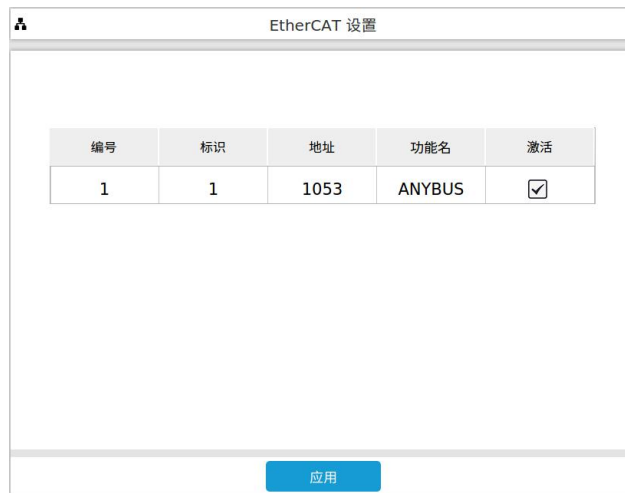 EtherCAT 设置
编号 标识 地址 功能名 激活
1 1 1053 ANYBUS
应用